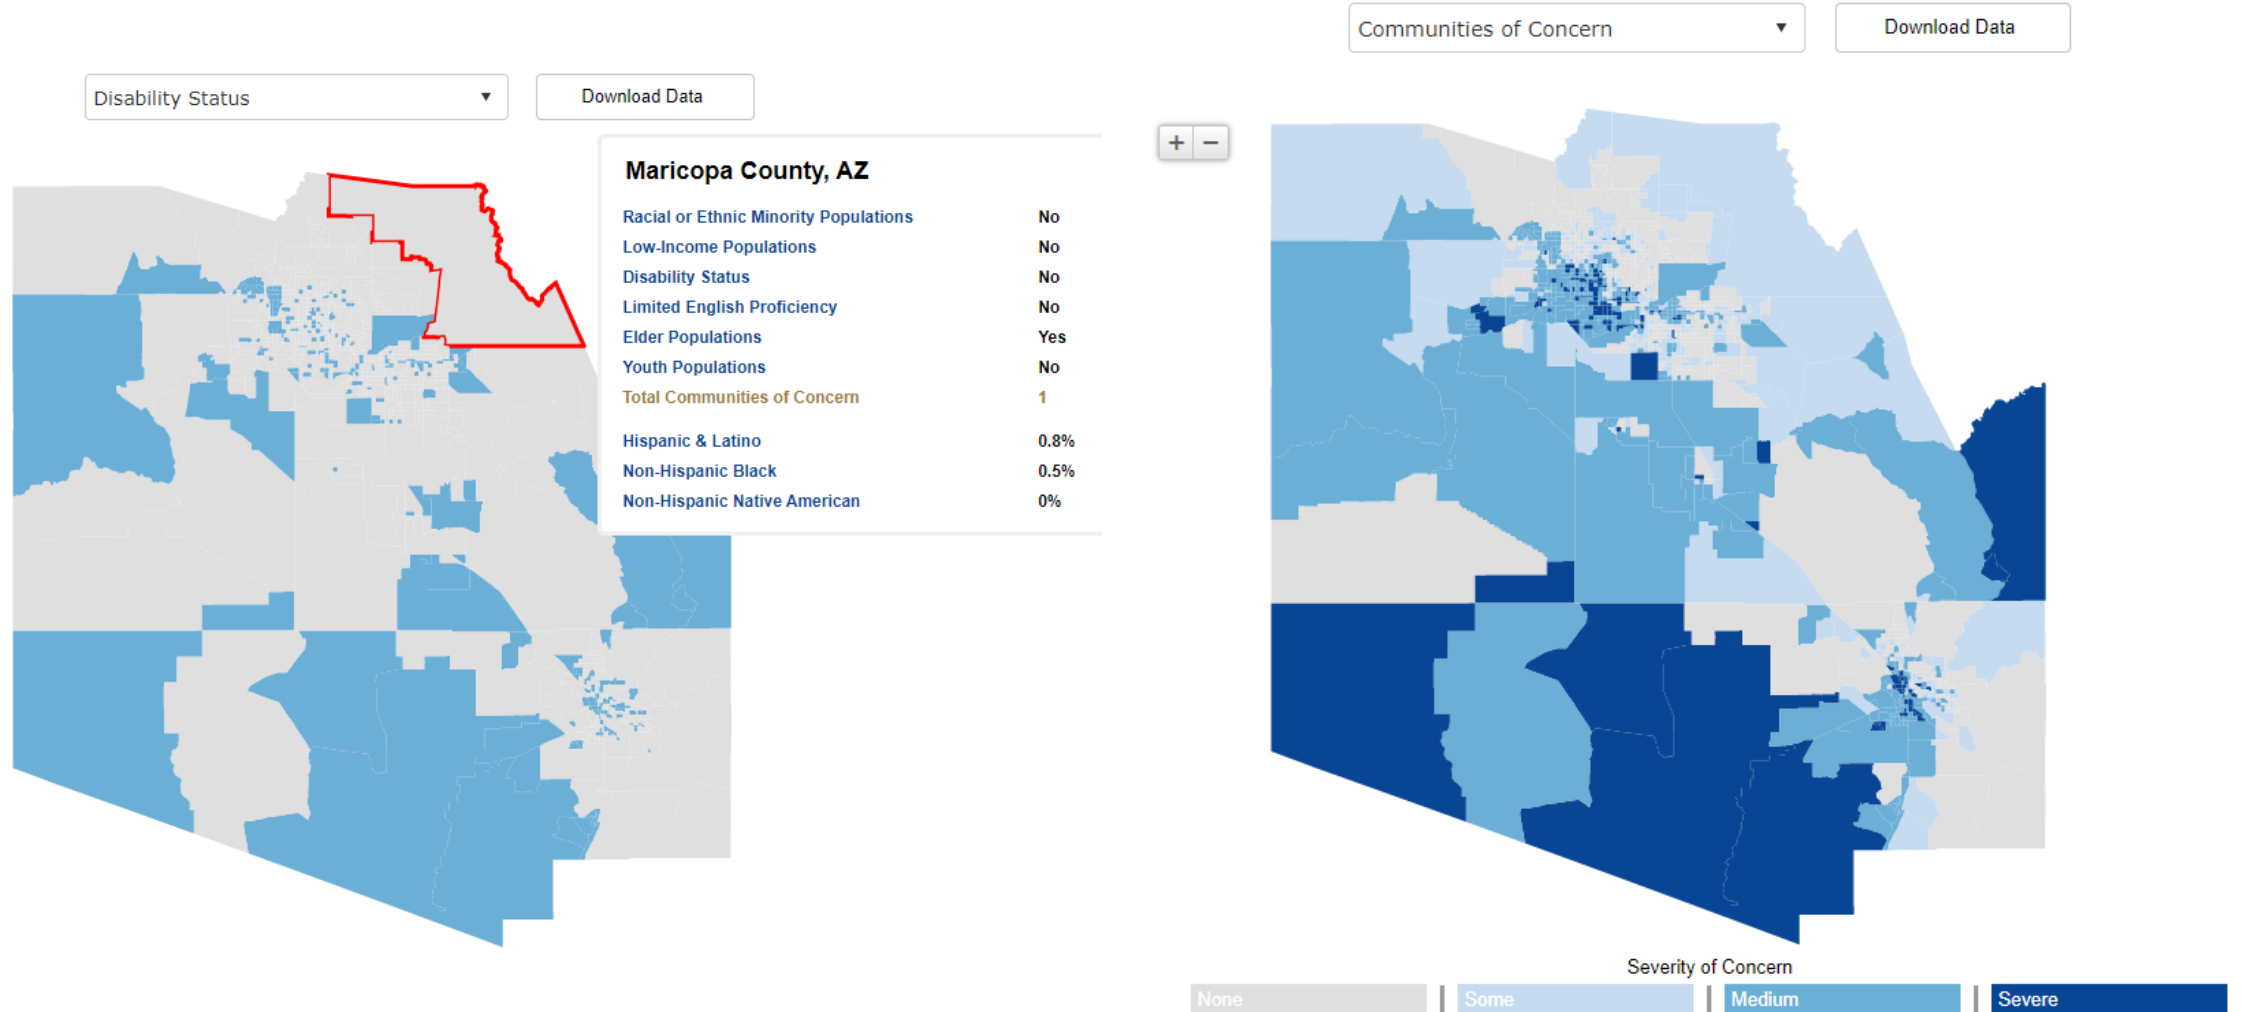 Communities of Concern
Download Data
Disability Status
Download Data
+ −
Maricopa County, AZ
Racial or Ethnic Minority Populations No
Low-Income Populations No
Disability Status No
Limited English Proficiency No
Elder Populations Yes
Youth Populations No
Total Communities of Concern 1
Hispanic & Latino 0.8%
Non-Hispanic Black 0.5%
Non-Hispanic Native American 0%
Severity of Concern
None Some Medium Severe